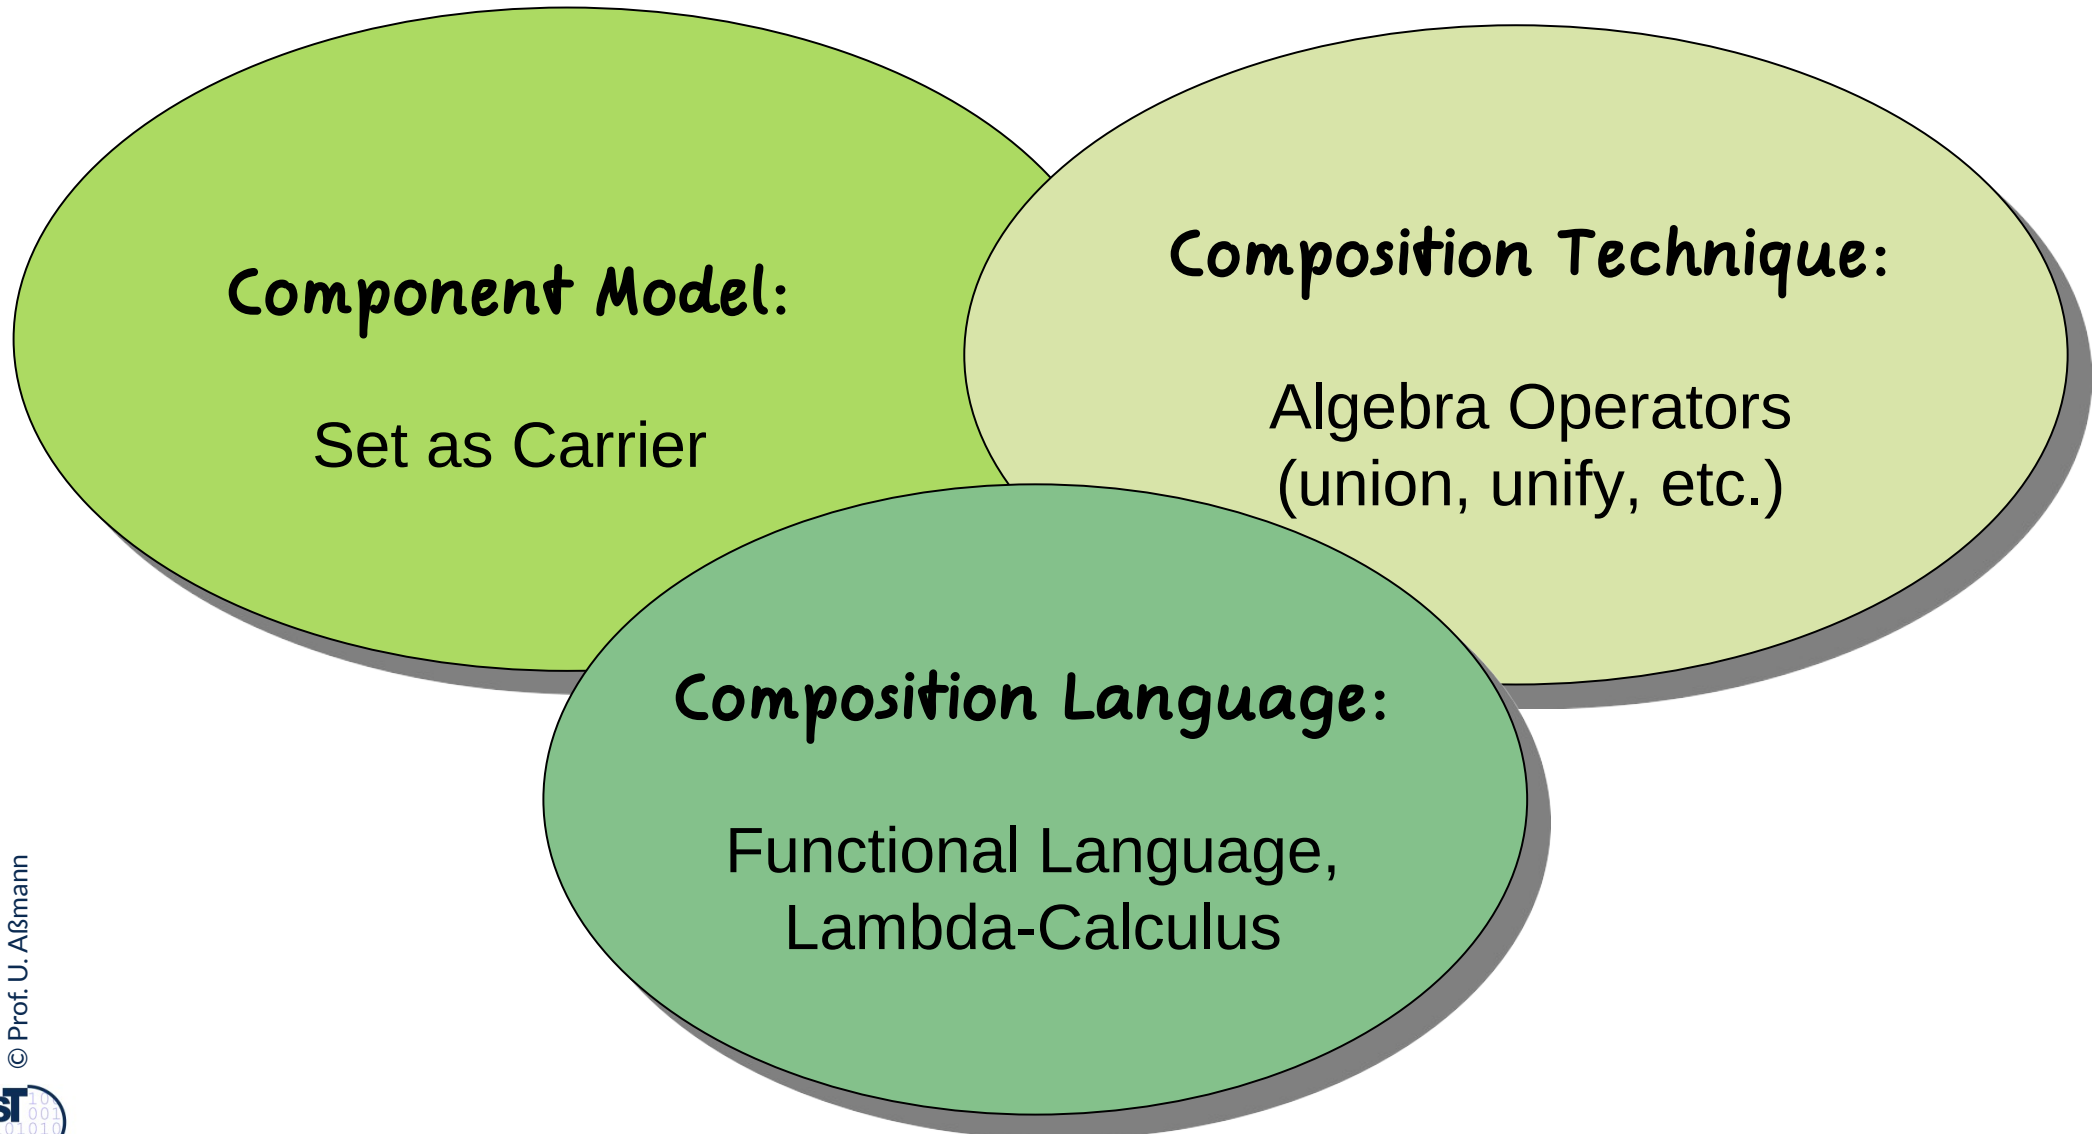 Component Model:
Set as Carrier
Composition Technique:
Algebra Operators
(union, unify, etc.)
Composition Language:
Functional Language,
Lambda-Calculus
© Prof. U. Aßmann